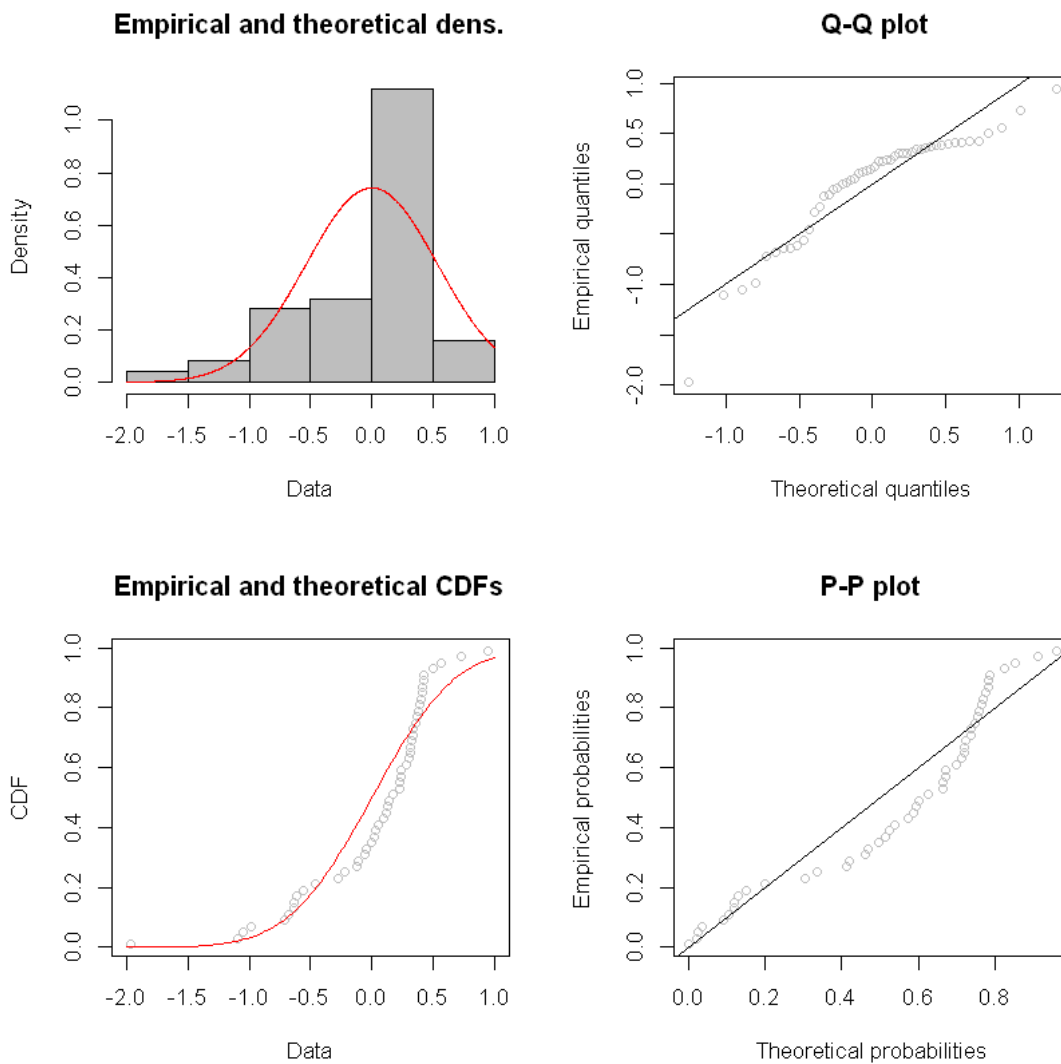 Empirical and theoretical dens.
Density
0.0 0.2 0.4 0.6 0.8 1.0
-2.0 -1.5 -1.0 -0.5 0.0 0.5 1.0
Data
Q-Q plot
Empirical quantiles
-2.0 -1.0 0.0 0.5 1.0
-1.0 -0.5 0.0 0.5 1.0
Theoretical quantiles
Empirical and theoretical CDFs
CDF
0.0 0.2 0.4 0.6 0.8 1.0
-2.0 -1.5 -1.0 -0.5 0.0 0.5 1.0
Data
P-P plot
Empirical probabilities
0.0 0.2 0.4 0.6 0.8 1.0
0.0 0.2 0.4 0.6 0.8
Theoretical probabilities